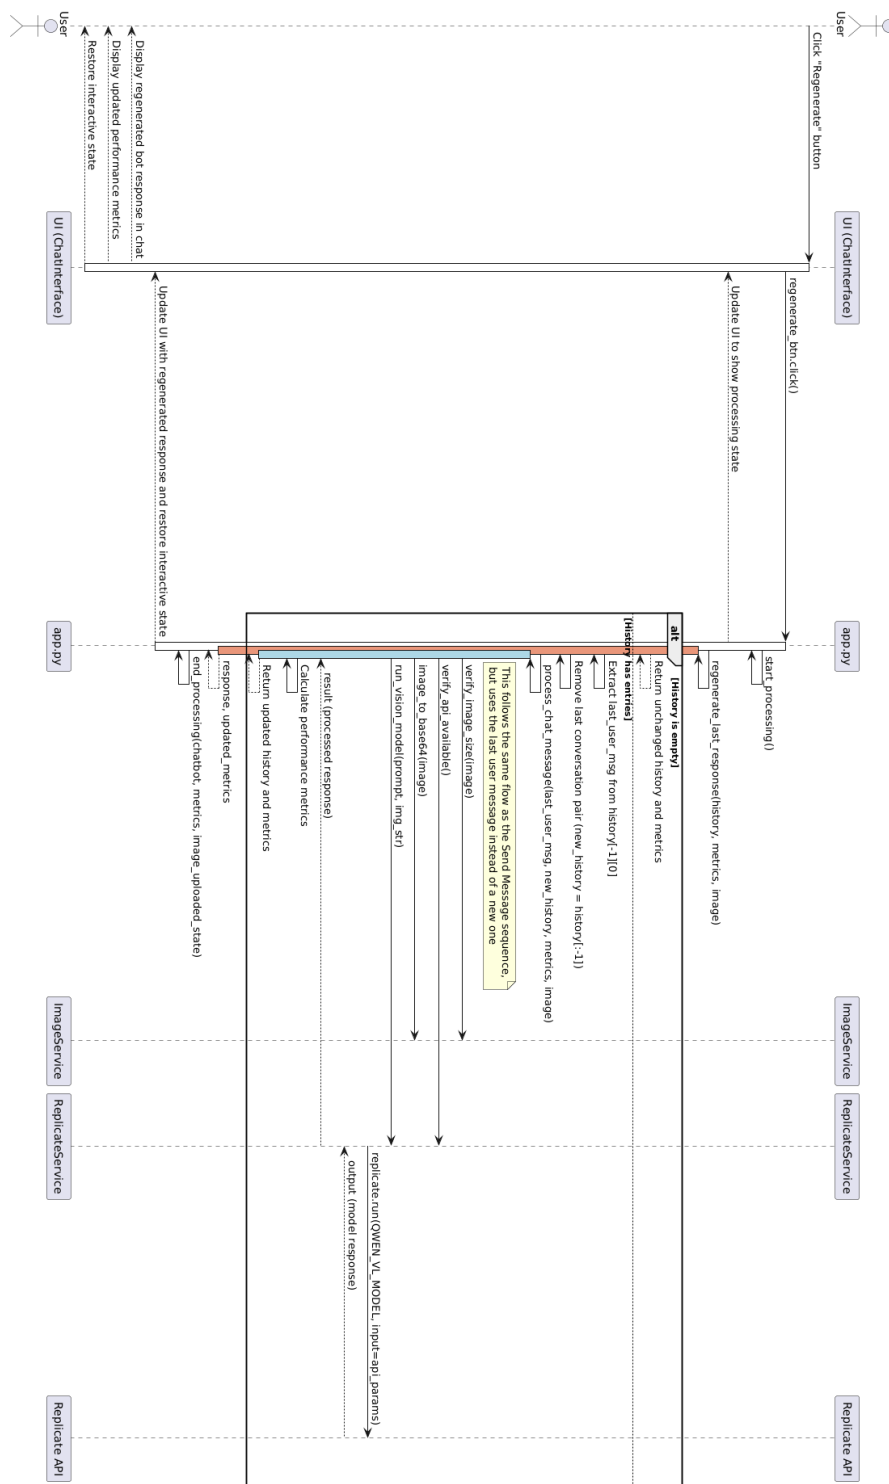 User
UI (ChatInterface)
app.py
ImageService
ReplicateService
Replicate API
Click "Regenerate" button
regenerate_btn.click()
start_processing()
Update UI to show processing state
regenerate_last_response(history, metrics, image)
alt
[History is empty]
Return unchanged history and metrics
[History has entries]
Extract last_user_msg from history[-1][0]
Remove last conversation pair (new_history = history[:-1])
process_chat_message(last_user_msg, new_history, metrics, image)
This follows the same flow as the Send Message sequence,
but uses the last user message instead of a new one
verify_image_size(image)
verify_api_available()
image_to_base64(image)
run_vision_model(prompt, img_str)
replicate.run(QWEN_VL_MODEL, input=api_params)
output (model response)
result (processed response)
Calculate performance metrics
Return updated history and metrics
response, updated_metrics
end_processing(chatbot, metrics, image_uploaded_state)
Update UI with regenerated response and restore interactive state
Display regenerated bot response in chat
Display updated performance metrics
Restore interactive state
User
UI (ChatInterface)
app.py
ImageService
ReplicateService
Replicate API